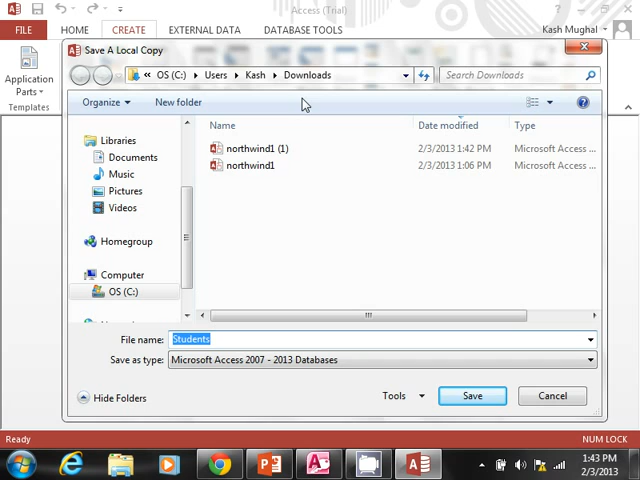 Access (Trial)
FILE HOME CREATE EXTERNAL DATA DATABASE TOOLS Kash Mughal
Application
Parts
Templates
Save A Local Copy
OS (C:) Users Kash Downloads Search Downloads
Organize New folder
Name Date modified Type
Libraries
Documents
Music
Pictures
Videos
Homegroup
Computer
OS (C:)
northwind1 (1) 2/3/2013 1:42 PM Microsoft Access ...
northwind1 2/3/2013 1:06 PM Microsoft Access ...
File name: Students
Save as type: Microsoft Access 2007 - 2013 Databases
Hide Folders Tools Save Cancel
Ready NUM LOCK
1:43 PM
2/3/2013